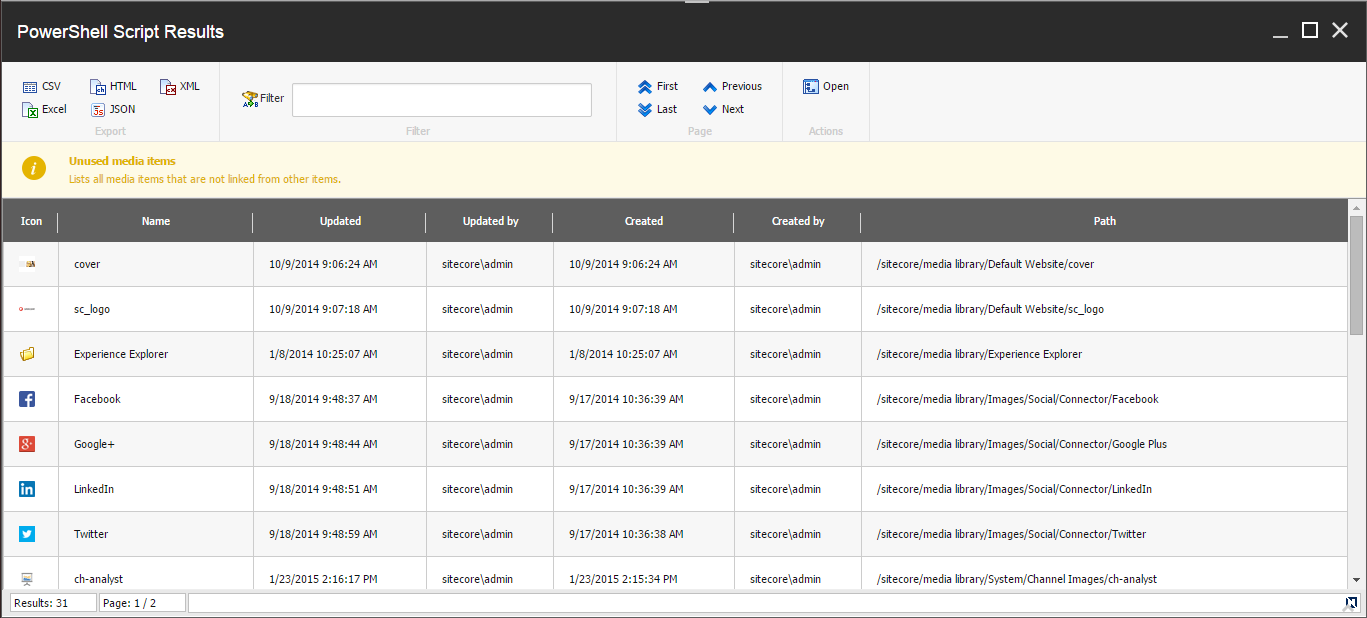 PowerShell Script Results
CSV HTML XML
Excel JSON
Export
Filter
Filter
First Previous
Last Next
Page
Open
Actions
Unused media items
Lists all media items that are not linked from other items.
Icon Name Updated Updated by Created Created by Path
cover 10/9/2014 9:06:24 AM sitecore\admin 10/9/2014 9:06:24 AM sitecore\admin /sitecore/media library/Default Website/cover
sc_logo 10/9/2014 9:07:18 AM sitecore\admin 10/9/2014 9:07:18 AM sitecore\admin /sitecore/media library/Default Website/sc_logo
Experience Explorer 1/8/2014 10:25:07 AM sitecore\admin 1/8/2014 10:25:07 AM sitecore\admin /sitecore/media library/Experience Explorer
Facebook 9/18/2014 9:48:37 AM sitecore\admin 9/17/2014 10:36:39 AM sitecore\admin /sitecore/media library/Images/Social/Connector/Facebook
Google+ 9/18/2014 9:48:44 AM sitecore\admin 9/17/2014 10:36:39 AM sitecore\admin /sitecore/media library/Images/Social/Connector/Google Plus
LinkedIn 9/18/2014 9:48:51 AM sitecore\admin 9/17/2014 10:36:39 AM sitecore\admin /sitecore/media library/Images/Social/Connector/LinkedIn
Twitter 9/18/2014 9:48:59 AM sitecore\admin 9/17/2014 10:36:38 AM sitecore\admin /sitecore/media library/Images/Social/Connector/Twitter
ch-analyst 1/23/2015 2:16:17 PM sitecore\admin 1/23/2015 2:15:34 PM sitecore\admin /sitecore/media library/System/Channel Images/ch-analyst
Results: 31 Page: 1 / 2